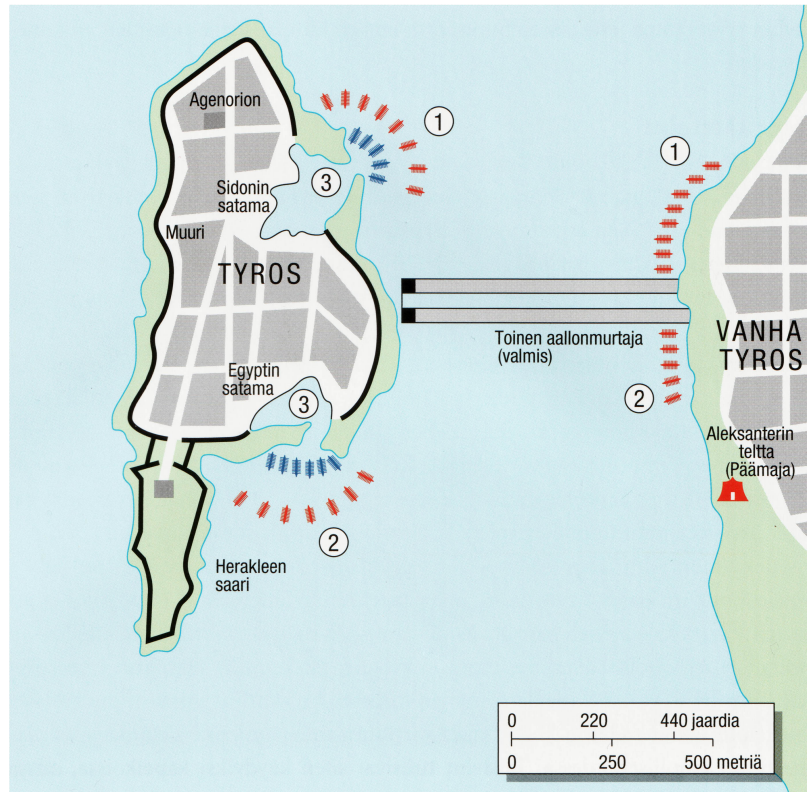 Agenorion
1
1
3
Sidonin
satama
Muuri
TYROS
Toinen aallonmurtaja
(valmis)
VANHA
TYROS
Egyptin
satama
3
2
Aleksanterin
teltta
(Päämaja)
2
Herakleen
saari
0 220 440 jaardia
0 250 500 metriä